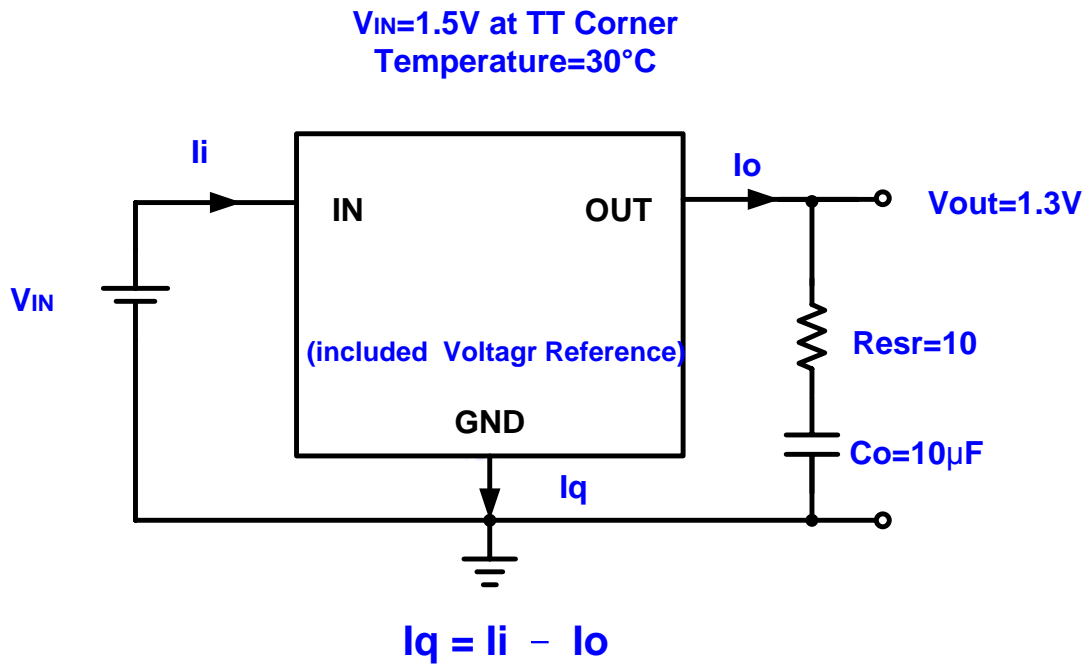 VIN=1.5V at TT Corner
Temperature=30°C
Ii
Io
IN
OUT
Vout=1.3V
VIN
(included Voltagr Reference)
Resr=10
GND
Co=10µF
Iq
Iq = Ii − Io